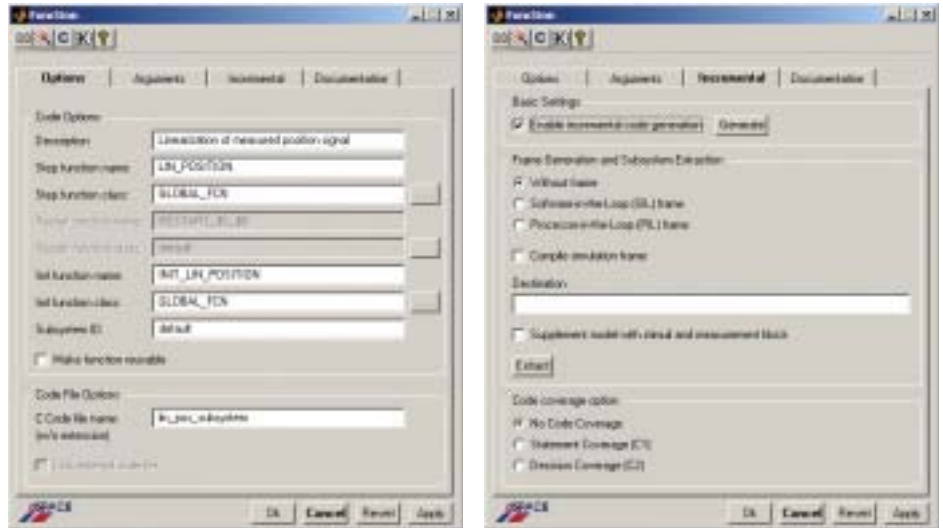 Function
Options Arguments Incremental Documentation
Code Options
Description Linearization of measured position signal
Step function name: LIN_POSITION
Step function class: GLOBAL_FCN
default
Init function name: INIT_LIN_POSITION
Init function class: GLOBAL_FCN
Subsystem ID: default
Make function reusable
Code File Options
C Code file name: lin_pos_subsystem
(w/o extension)
dSPACE
Ok Cancel Revert Apply
Function
Options Arguments Incremental Documentation
Basic Settings
Enable incremental code generation Generate
Frame Generation and Subsystem Extraction
Without frame
Software-in-the-Loop (SIL) frame
Processor-in-the-Loop (PIL) frame
Compile simulation frame
Destination
Supplement model with stimuli and measurement block
Extract
Code coverage option
No Code Coverage
Statement Coverage (C1)
Decision Coverage (C2)
dSPACE
Ok Cancel Revert Apply